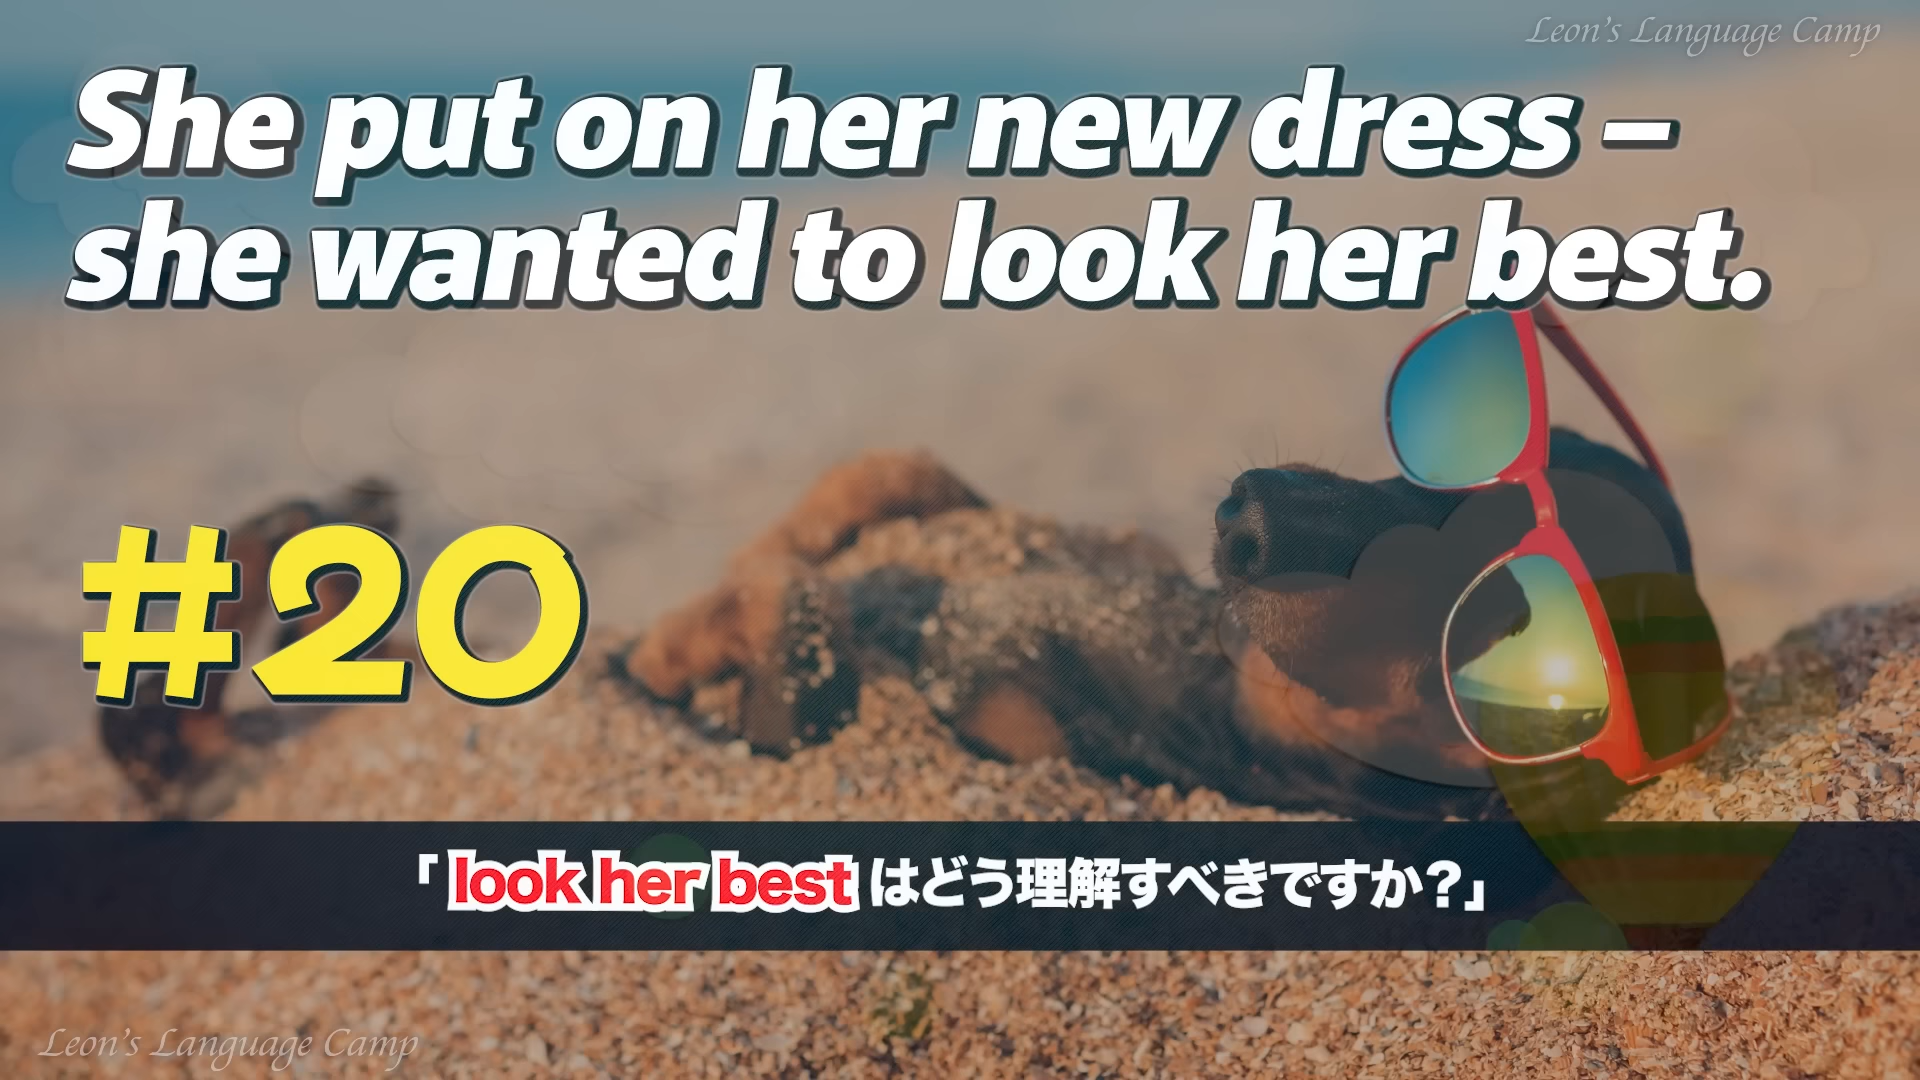 Leon's Language Camp
She put on her new dress –
she wanted to look her best.
#20
「look her best はどう理解すべきですか？」
Leon's Language Camp